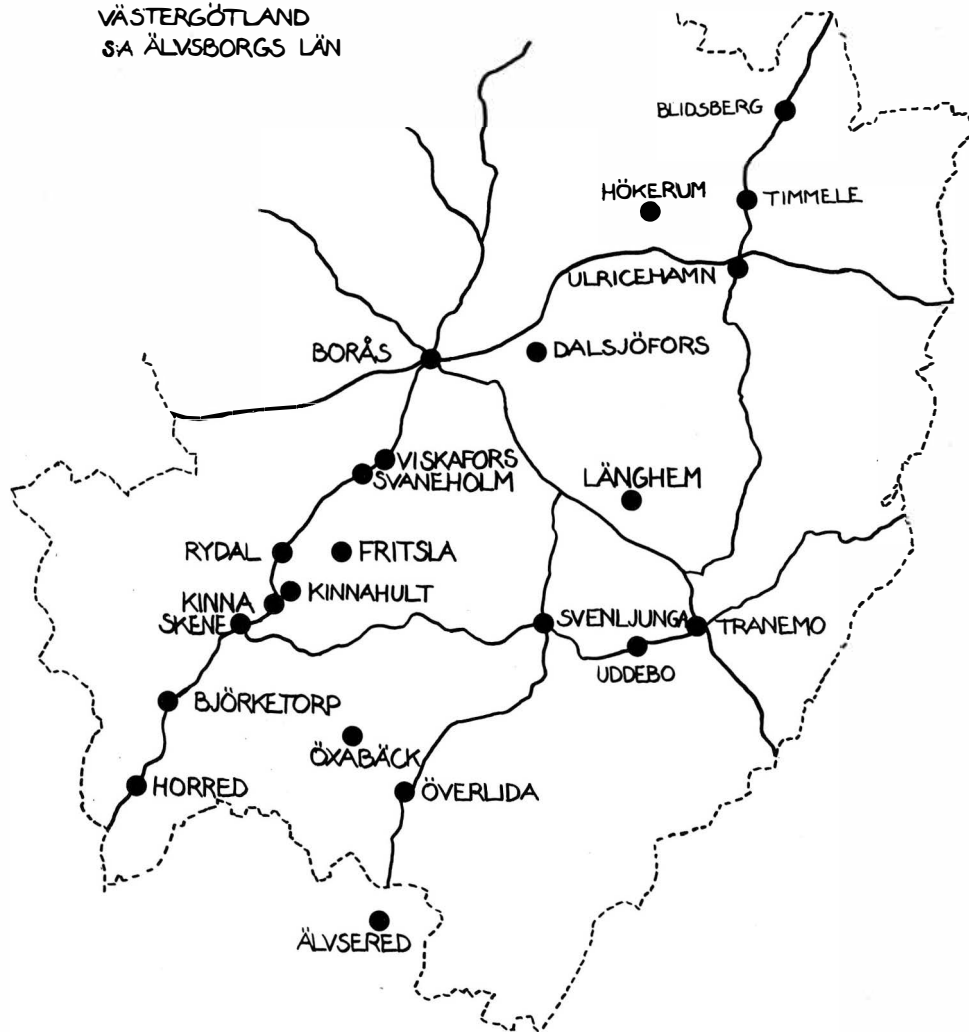 VÄSTERGÖTLAND
S:A ÄLVSBORGS LÄN
BLIDSBERG
HÖKERUM
TIMMELE
ULRICEHAMN
BORÅS
DALSJÖFORS
VISKAFORS
SVANEHOLM
LÄNGHEM
RYDAL
FRITSLA
KINNAHULT
KINNA
SKENE
SVENLJUNGA
TRANEMO
UDDEBO
BJÖRKETORP
ÖXABÄCK
HORRED
ÖVERLIDA
ÄLVSERED